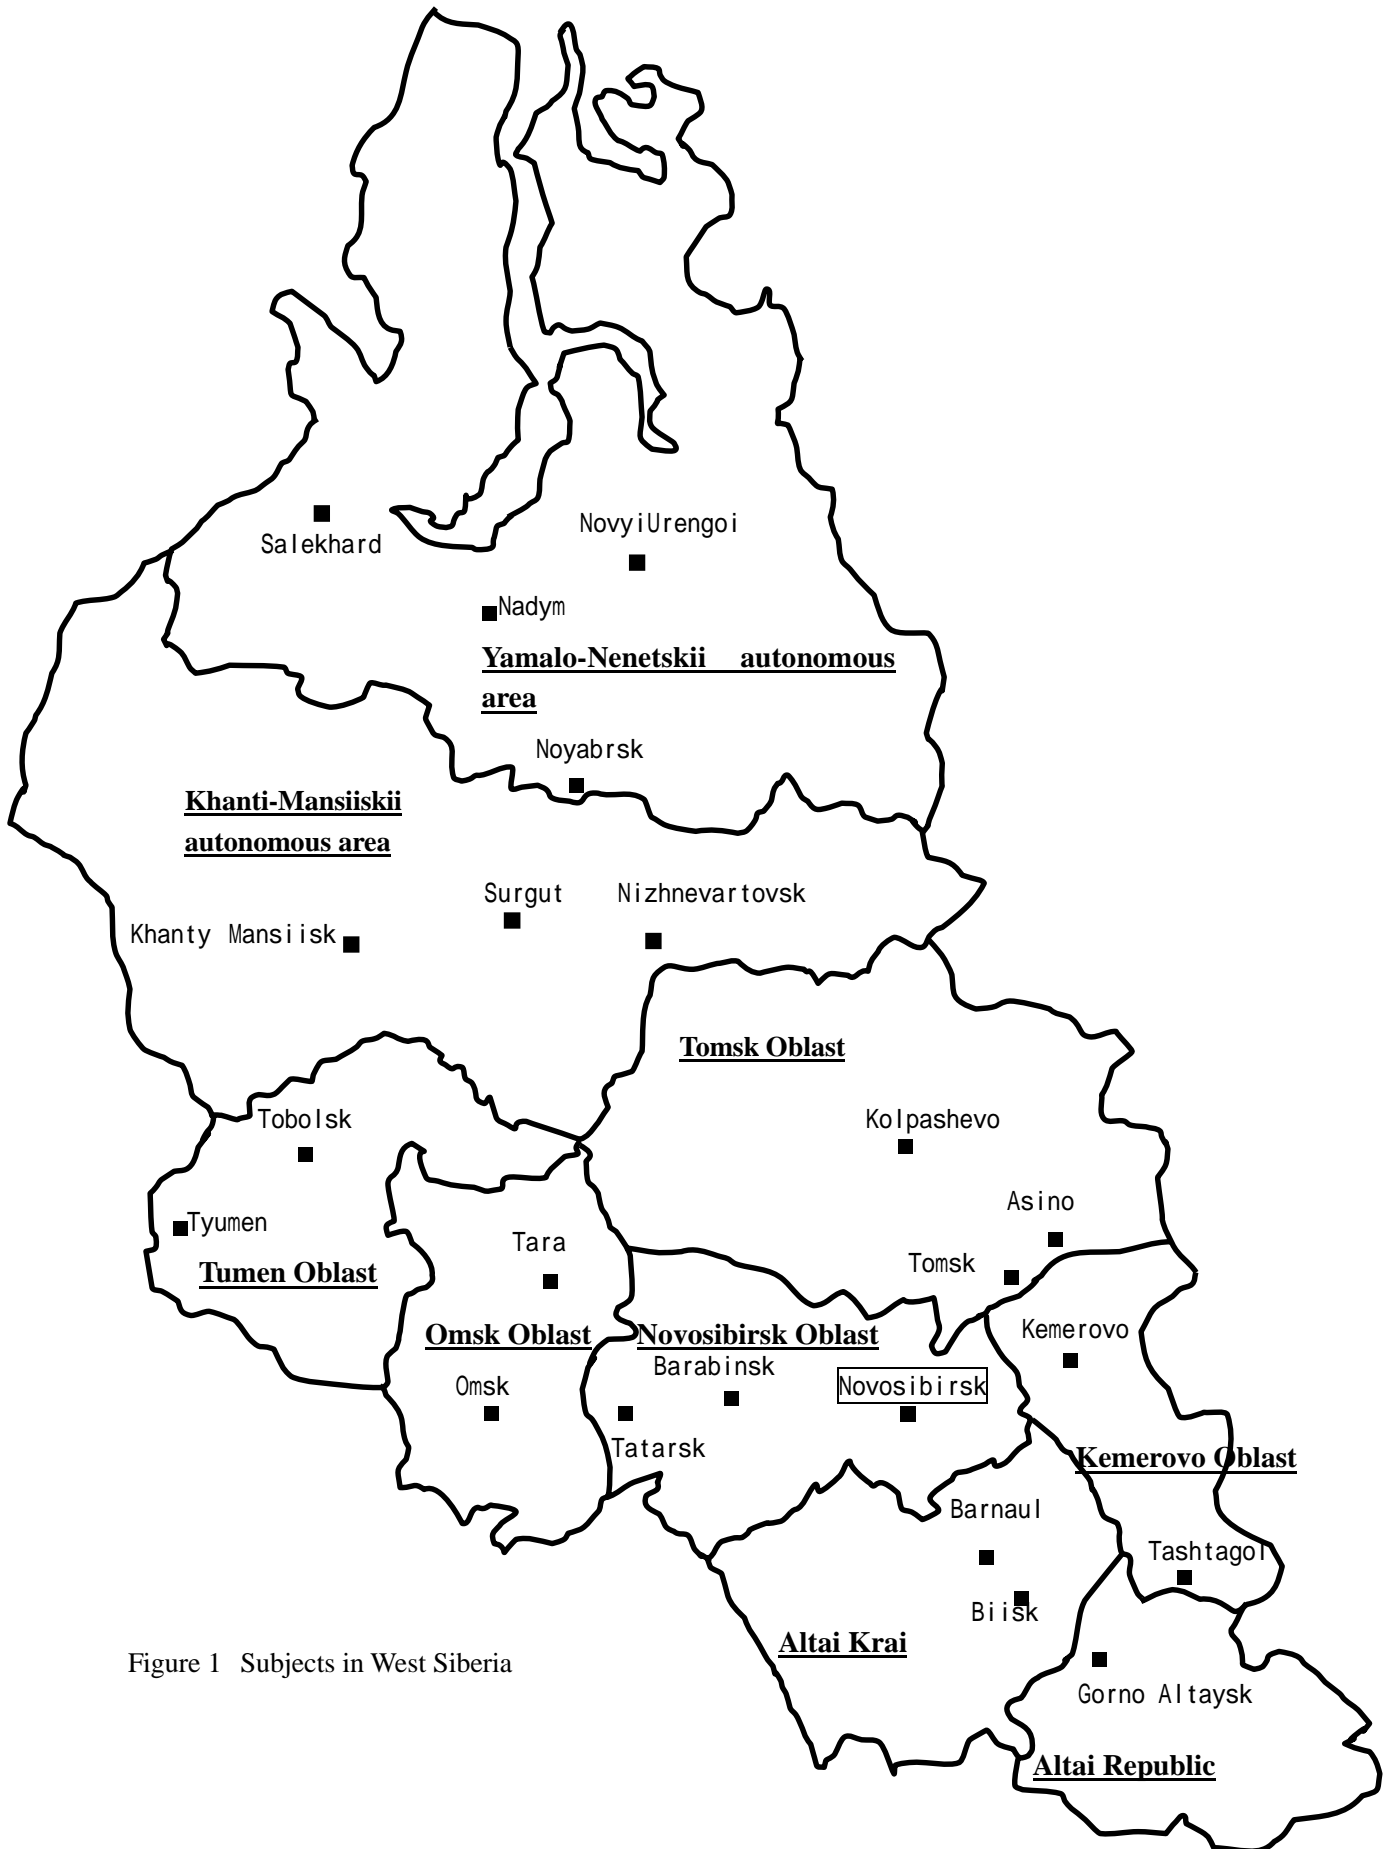 NovyiUrengoi
Salekhard
Nadym
Yamalo-Nenetskii autonomous
area
Noyabrsk
Khanti-Mansiiskii
autonomous area
Surgut
Nizhnevartovsk
Khanty Mansiisk
Tomsk Oblast
Tobolsk
Kolpashevo
Asino
Tyumen
Tara
Tomsk
Tumen Oblast
Omsk Oblast
Novosibirsk Oblast
Kemerovo
Barabinsk
Omsk
Novosibirsk
Tatarsk
Kemerovo Oblast
Barnaul
Tashtagol
Biisk
Altai Krai
Figure 1 Subjects in West Siberia
Gorno Altaysk
Altai Republic